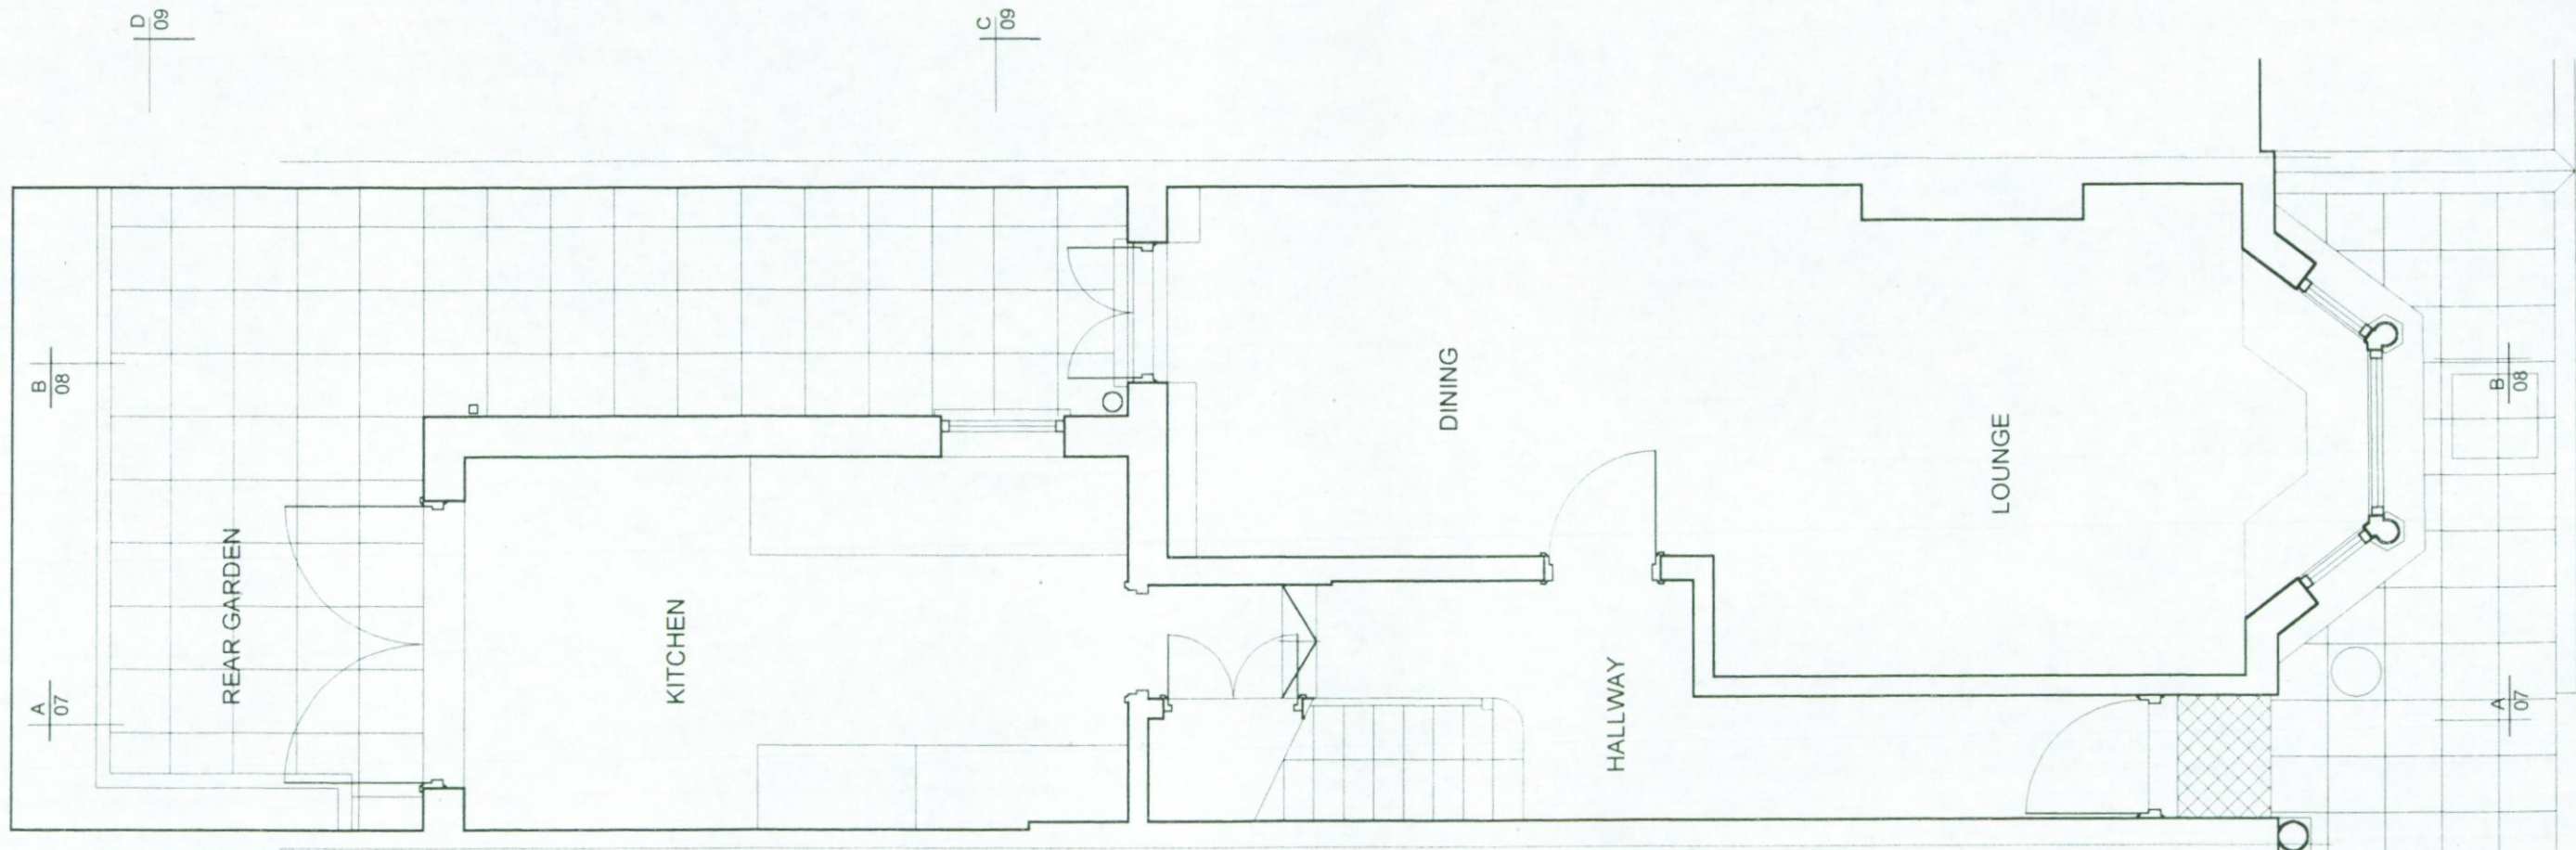 D
09
C
09
B
08
A
07
REAR GARDEN
KITCHEN
DINING
HALLWAY
LOUNGE
B
08
A
07